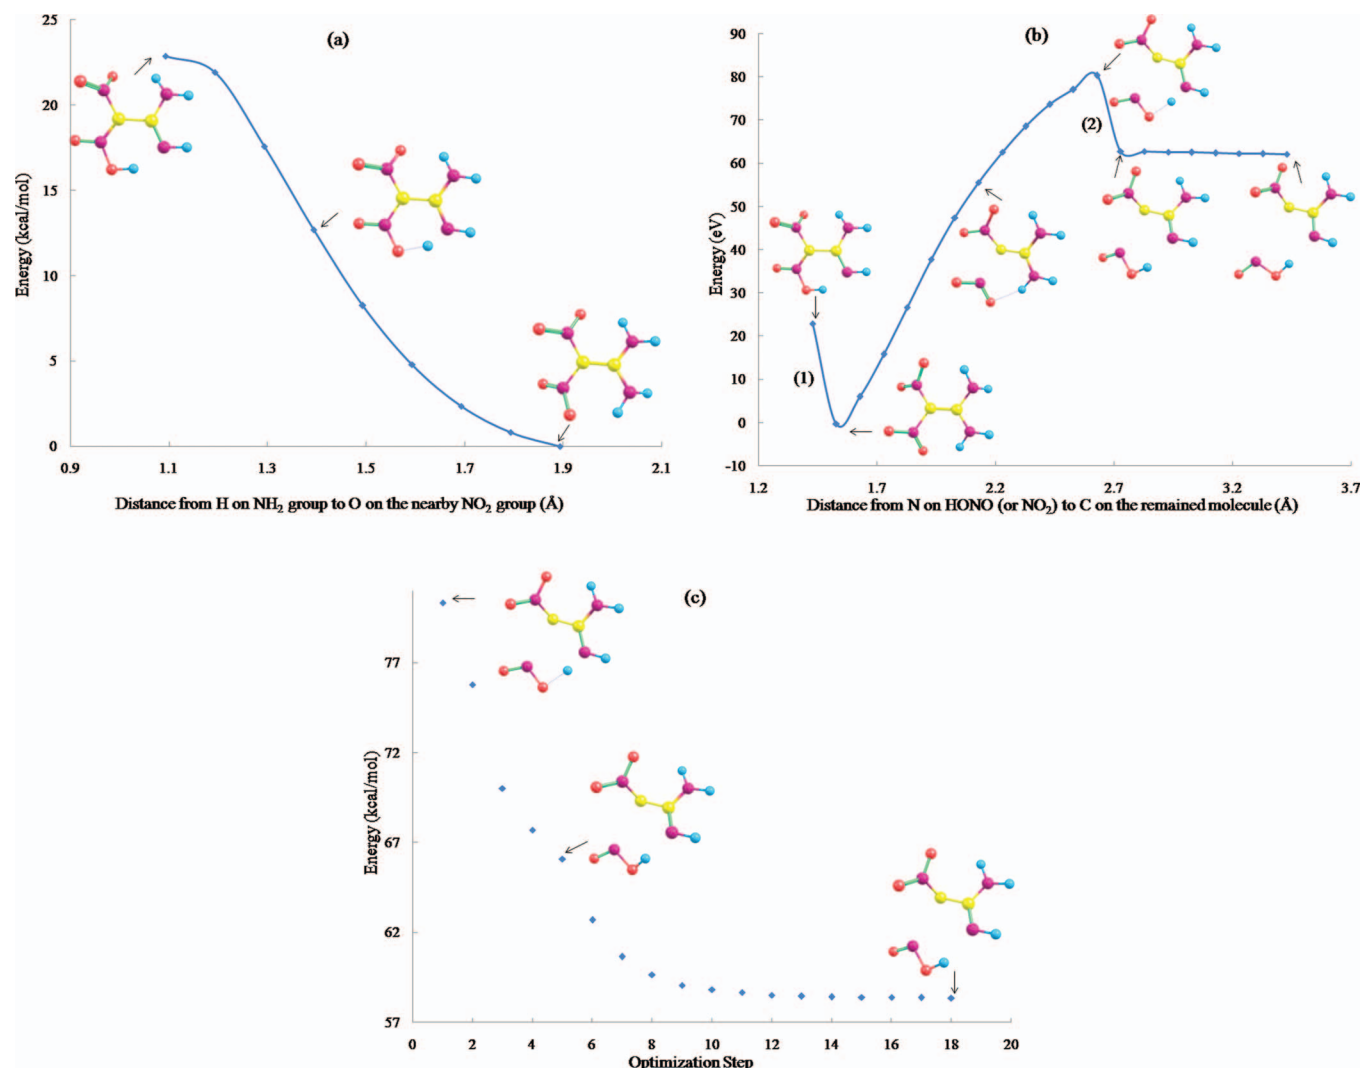 (a)
25
20
15
10
5
0
Energy (kcal/mol)
0.9 1.1 1.3 1.5 1.7 1.9 2.1
Distance from H on NH₂ group to O on the nearby NO₂ group (Å)
(b)
90
80
70
60
50
40
30
20
10
0
-10
Energy (eV)
(1)
(2)
1.2 1.7 2.2 2.7 3.2 3.7
Distance from N on HONO (or NO₂) to C on the remained molecule (Å)
(c)
77
72
67
62
57
Energy (kcal/mol)
0 2 4 6 8 10 12 14 16 18 20
Optimization Step